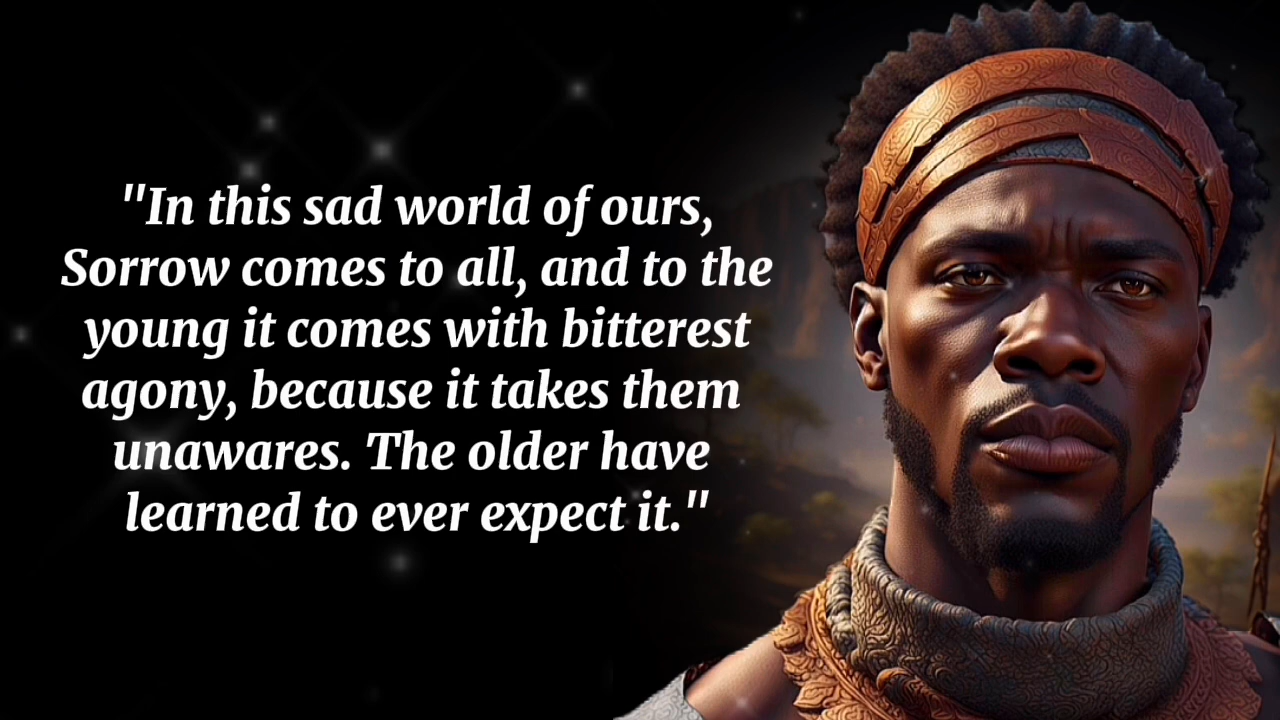 "In this sad world of ours,
Sorrow comes to all, and to the
young it comes with bitterest
agony, because it takes them
unawares. The older have
learned to ever expect it."